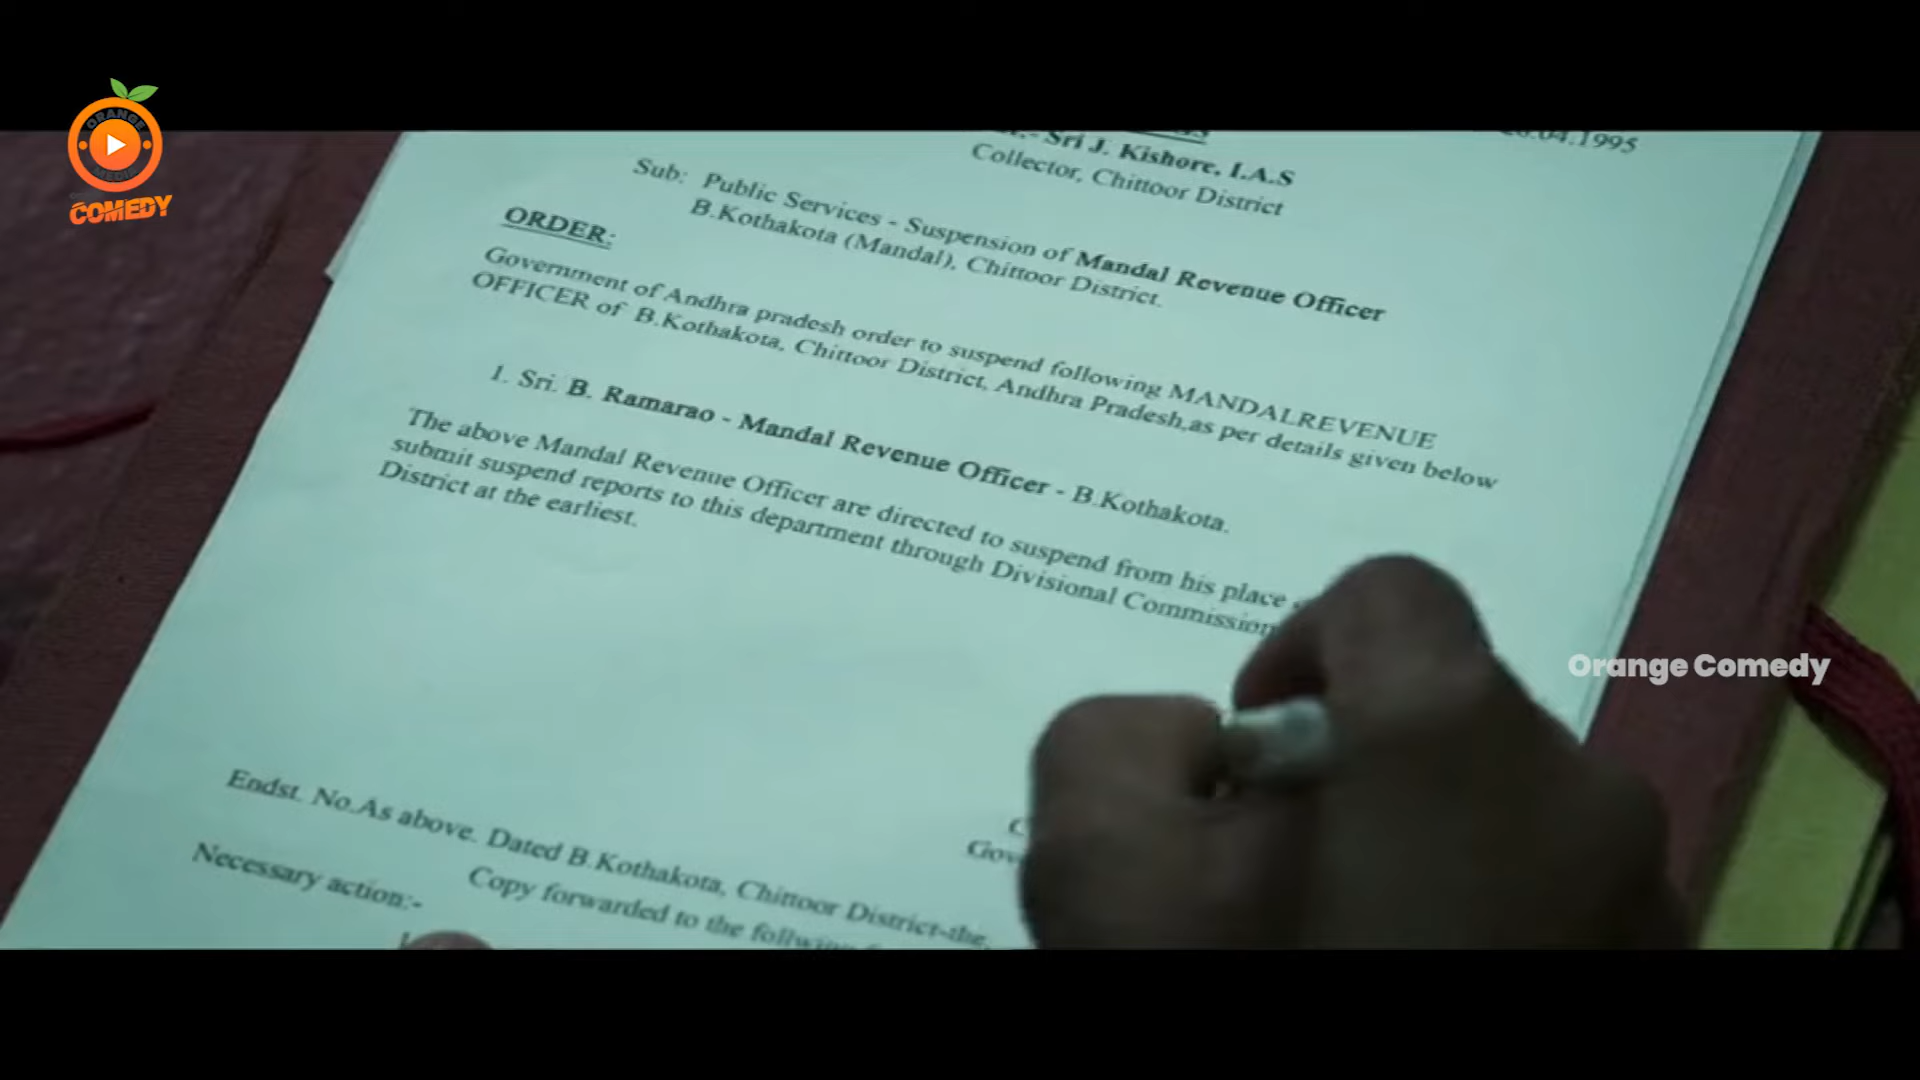 ORANGE
MEDIA
COMEDY
Sri J. Kishore, I.A.S
Collector, Chittoor District
Sub: Public Services - Suspension of Mandal Revenue Officer
B.Kothakota (Mandal), Chittoor District.
ORDER:
Government of Andhra pradesh order to suspend following MANDALREVENUE
OFFICER of B.Kothakota, Chittoor District, Andhra Pradesh,as per details given below
1. Sri. B. Ramarao - Mandal Revenue Officer - B.Kothakota.
The above Mandal Revenue Officer are directed to suspend from his place
submit suspend reports to this department through Divisional
District at the earliest.
Orange Comedy
Endst. No.As above. Dated B.Kothakota, Chittoor District-the.
Copy forwarded to the
Necessary action:-